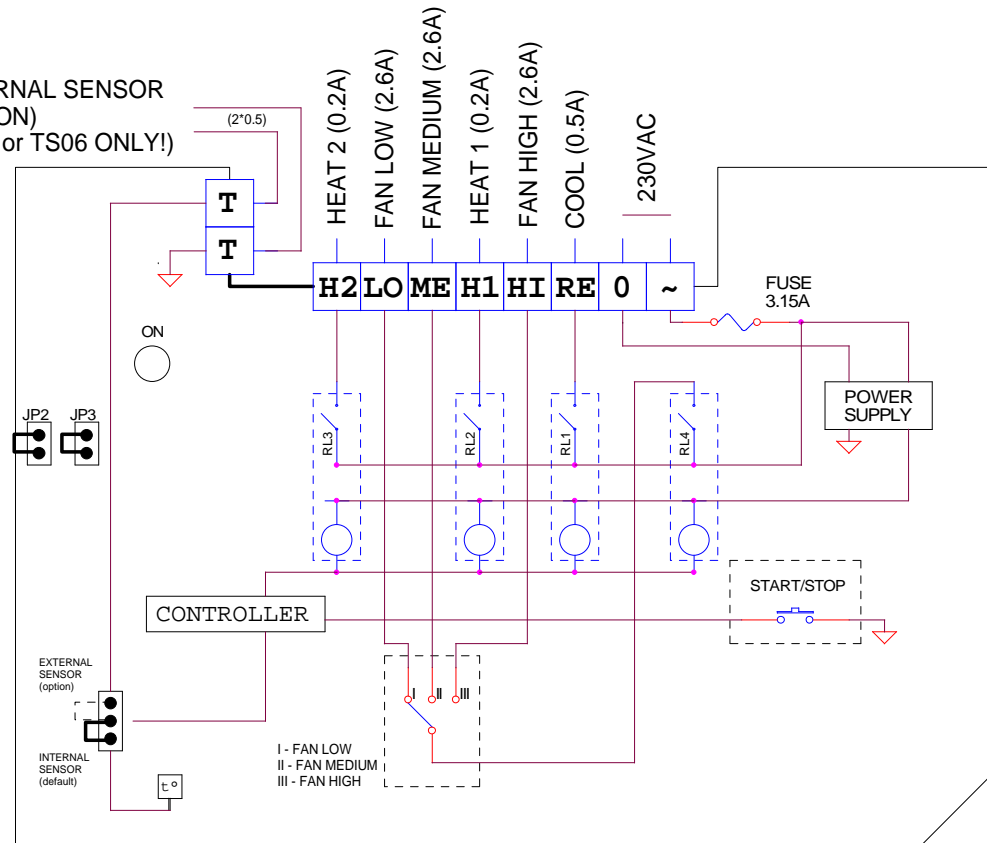 RNAL SENSOR
ON)
or TS06 ONLY!)
(2*0.5)
HEAT 2 (0.2A)
FAN LOW (2.6A)
FAN MEDIUM (2.6A)
HEAT 1 (0.2A)
FAN HIGH (2.6A)
COOL (0.5A)
230VAC
T
T
H2 LO ME H1 HI RE 0 ~
FUSE
3.15A
ON
JP2 JP3
POWER
SUPPLY
RL3
RL2
RL1
RL4
START/STOP
CONTROLLER
EXTERNAL
SENSOR
(option)
I II III
I - FAN LOW
II - FAN MEDIUM
III - FAN HIGH
INTERNAL
SENSOR
(default)
t°